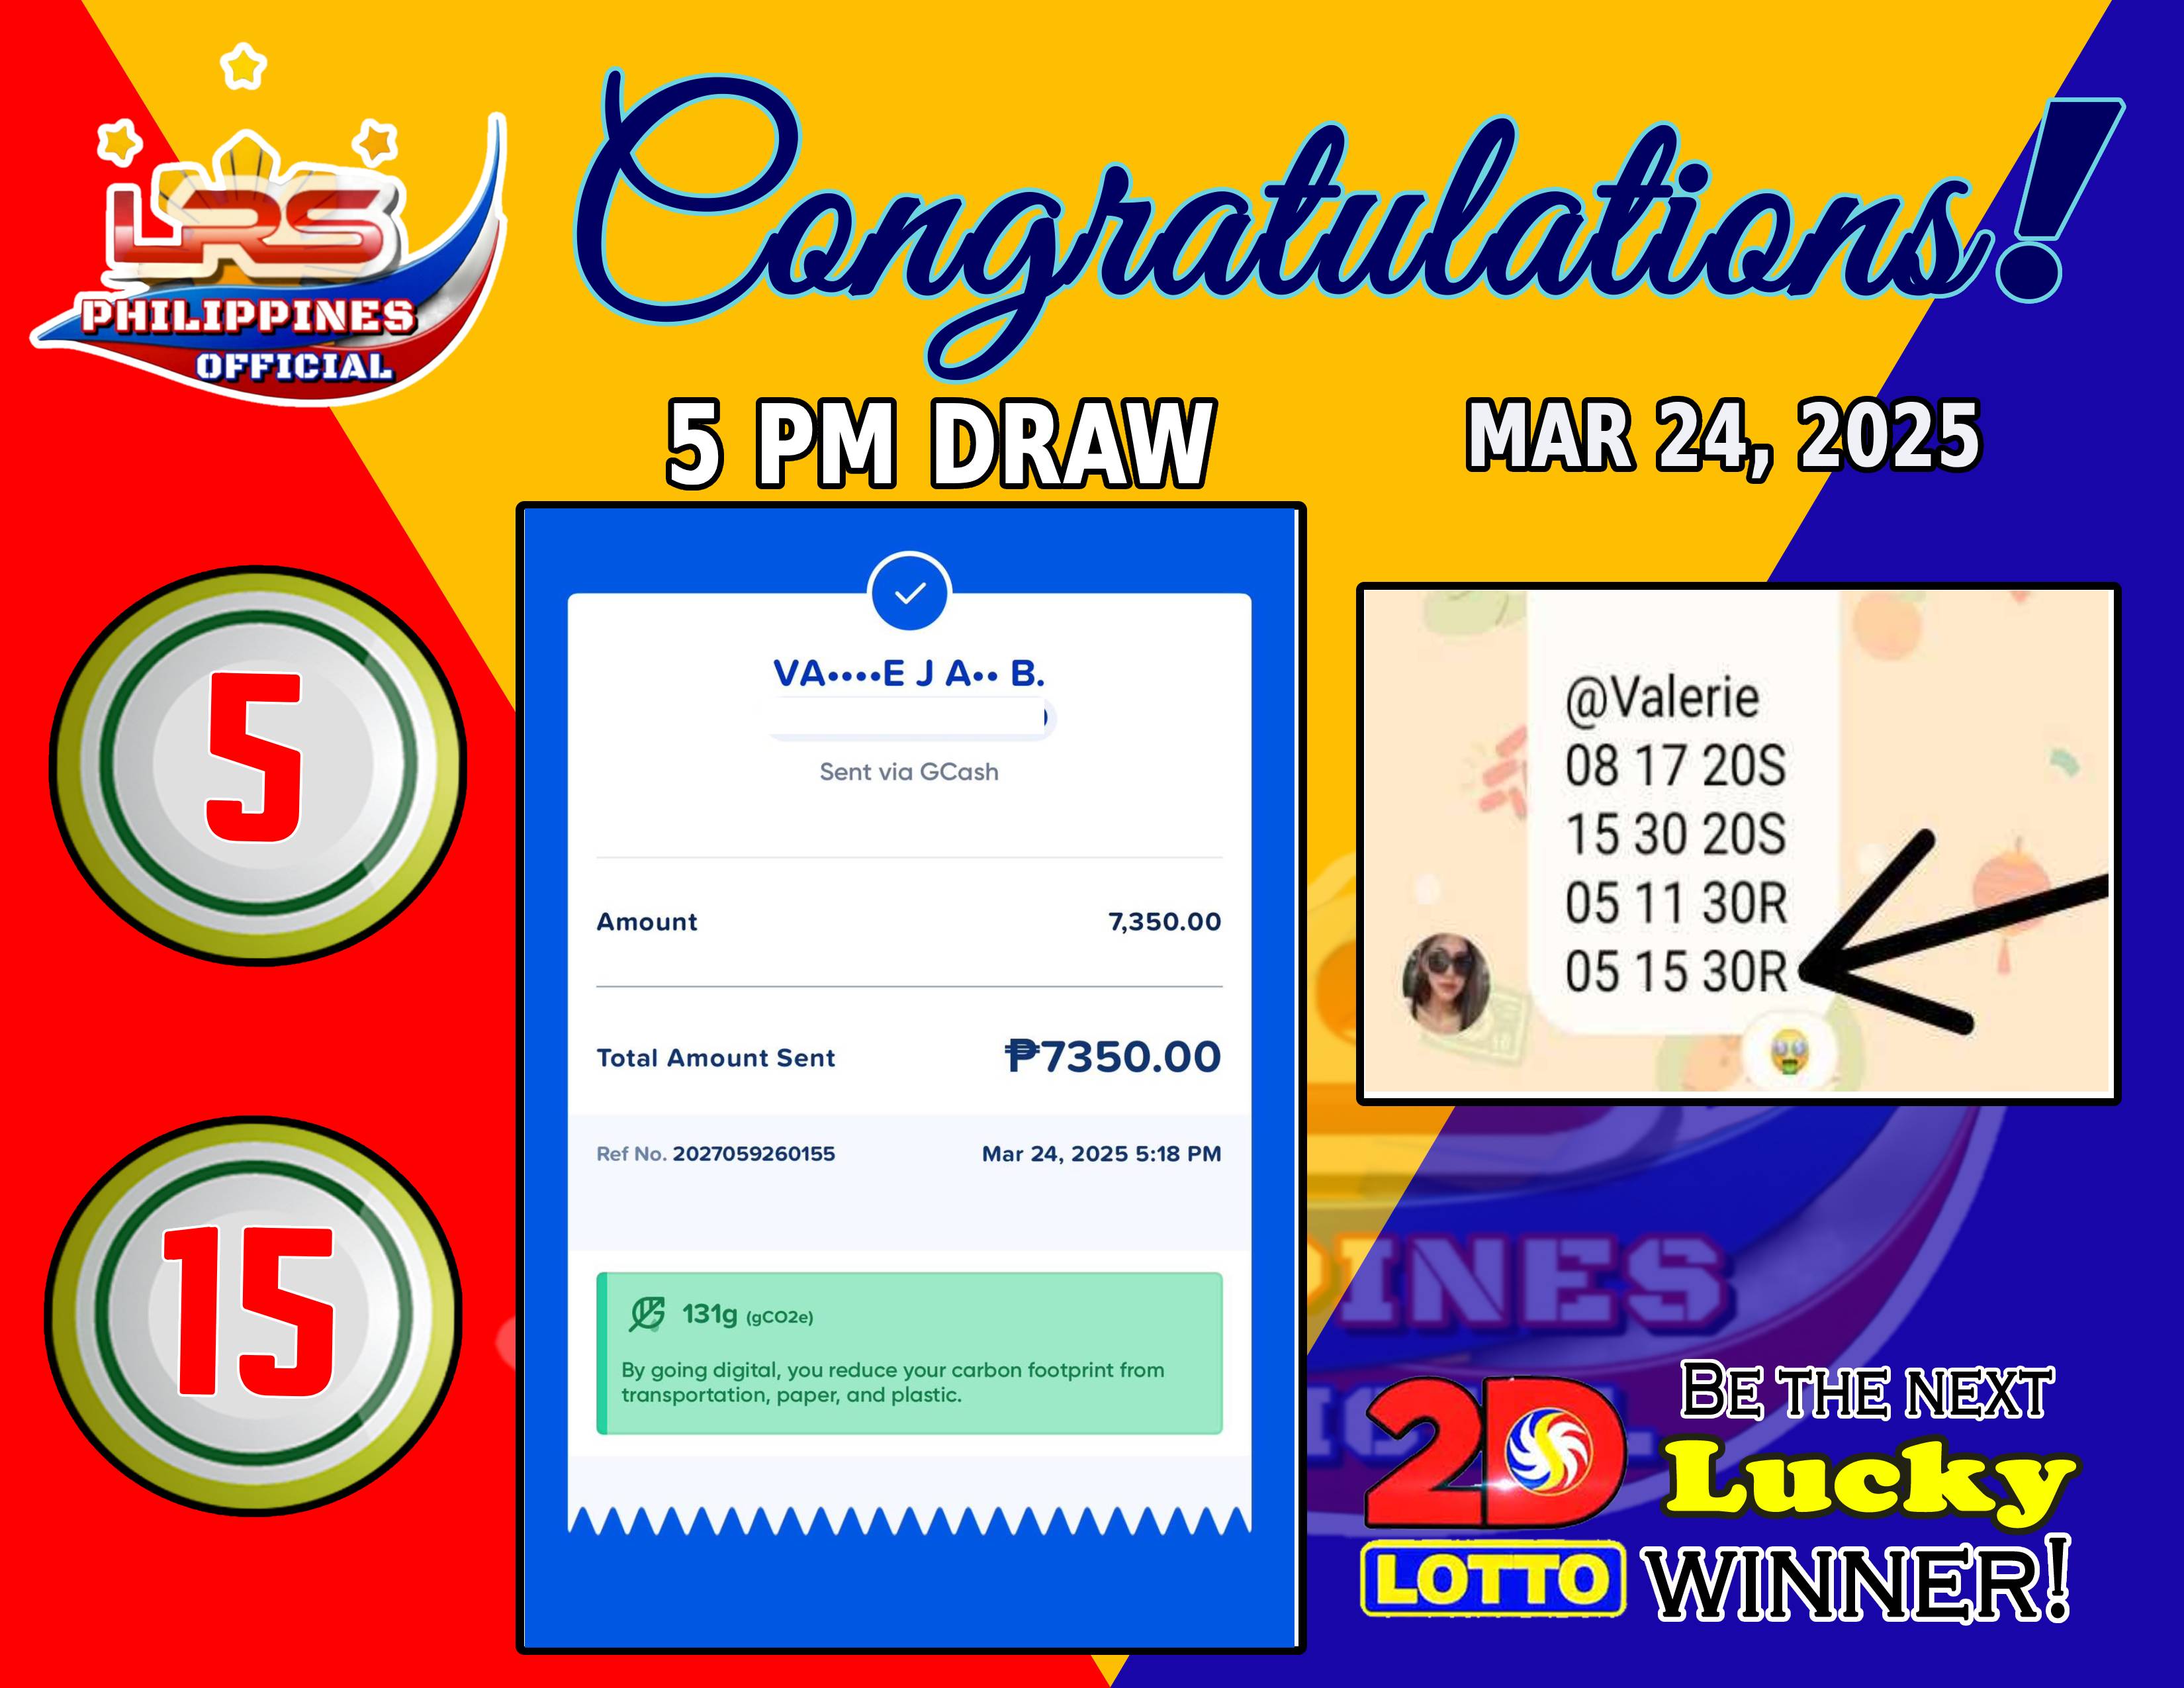 LRS
PHILIPPINES
OFFICIAL
Congratulations!
5 PM DRAW
MAR 24, 2025
5
15
VA••••E J A•• B.
Sent via GCash
Amount 7,350.00
Total Amount Sent ₱7350.00
Ref No. 2027059260155 Mar 24, 2025 5:18 PM
131g (gCO2e)
By going digital, you reduce your carbon footprint from
transportation, paper, and plastic.
@Valerie
08 17 20S
15 30 20S
05 11 30R
05 15 30R
PINES
2D
LOTTO
BE THE NEXT
Lucky
WINNER!